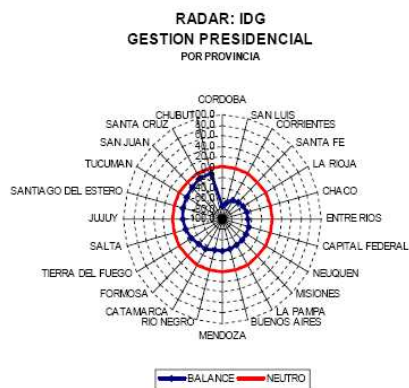 RADAR: IDG
GESTION PRESIDENCIAL
POR PROVINCIA
CORDOBA
SAN LUIS
CORRIENTES
SANTA FE
LA RIOJA
CHACO
ENTRE RIOS
CAPITAL FEDERAL
NEUQUEN
MISIONES
LA PAMPA
BUENOS AIRES
MENDOZA
RIO NEGRO
CATAMARCA
FORMOSA
TIERRA DEL FUEGO
SALTA
JUJUY
SANTIAGO DEL ESTERO
TUCUMAN
SAN JUAN
SANTA CRUZ
CHUBUT
BALANCE
NEUTRO